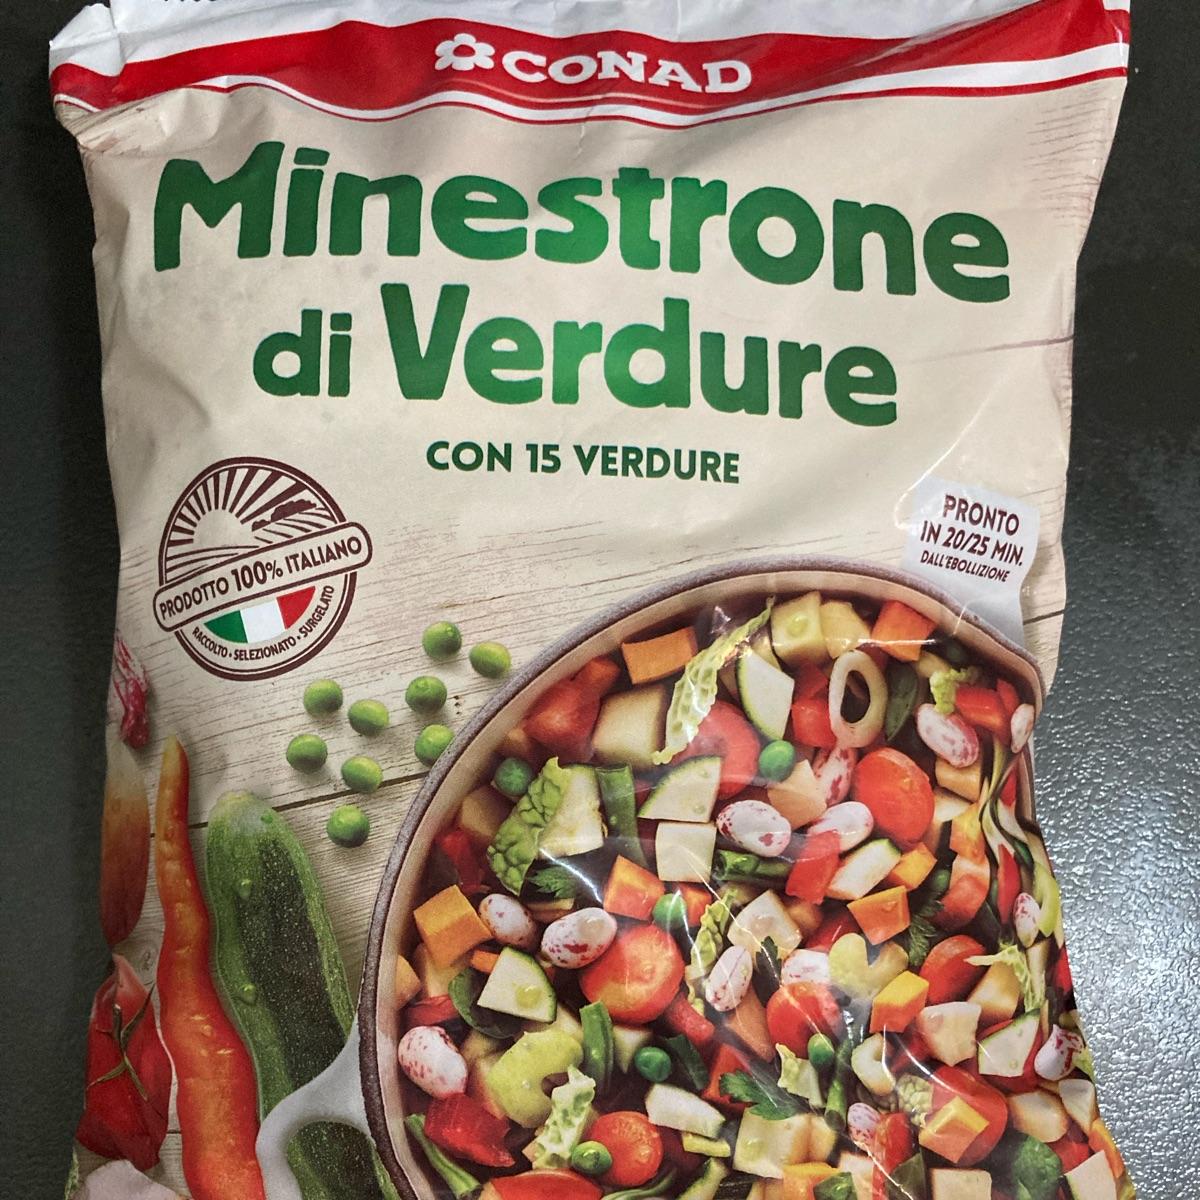 CONAD
Minestrone
di Verdure
CON 15 VERDURE
PRONTO
IN 20/25 MIN.
DALL'EBOLLIZIONE
PRODOTTO 100% ITALIANO
RACCOLTO • SELEZIONATO • SURGELATO